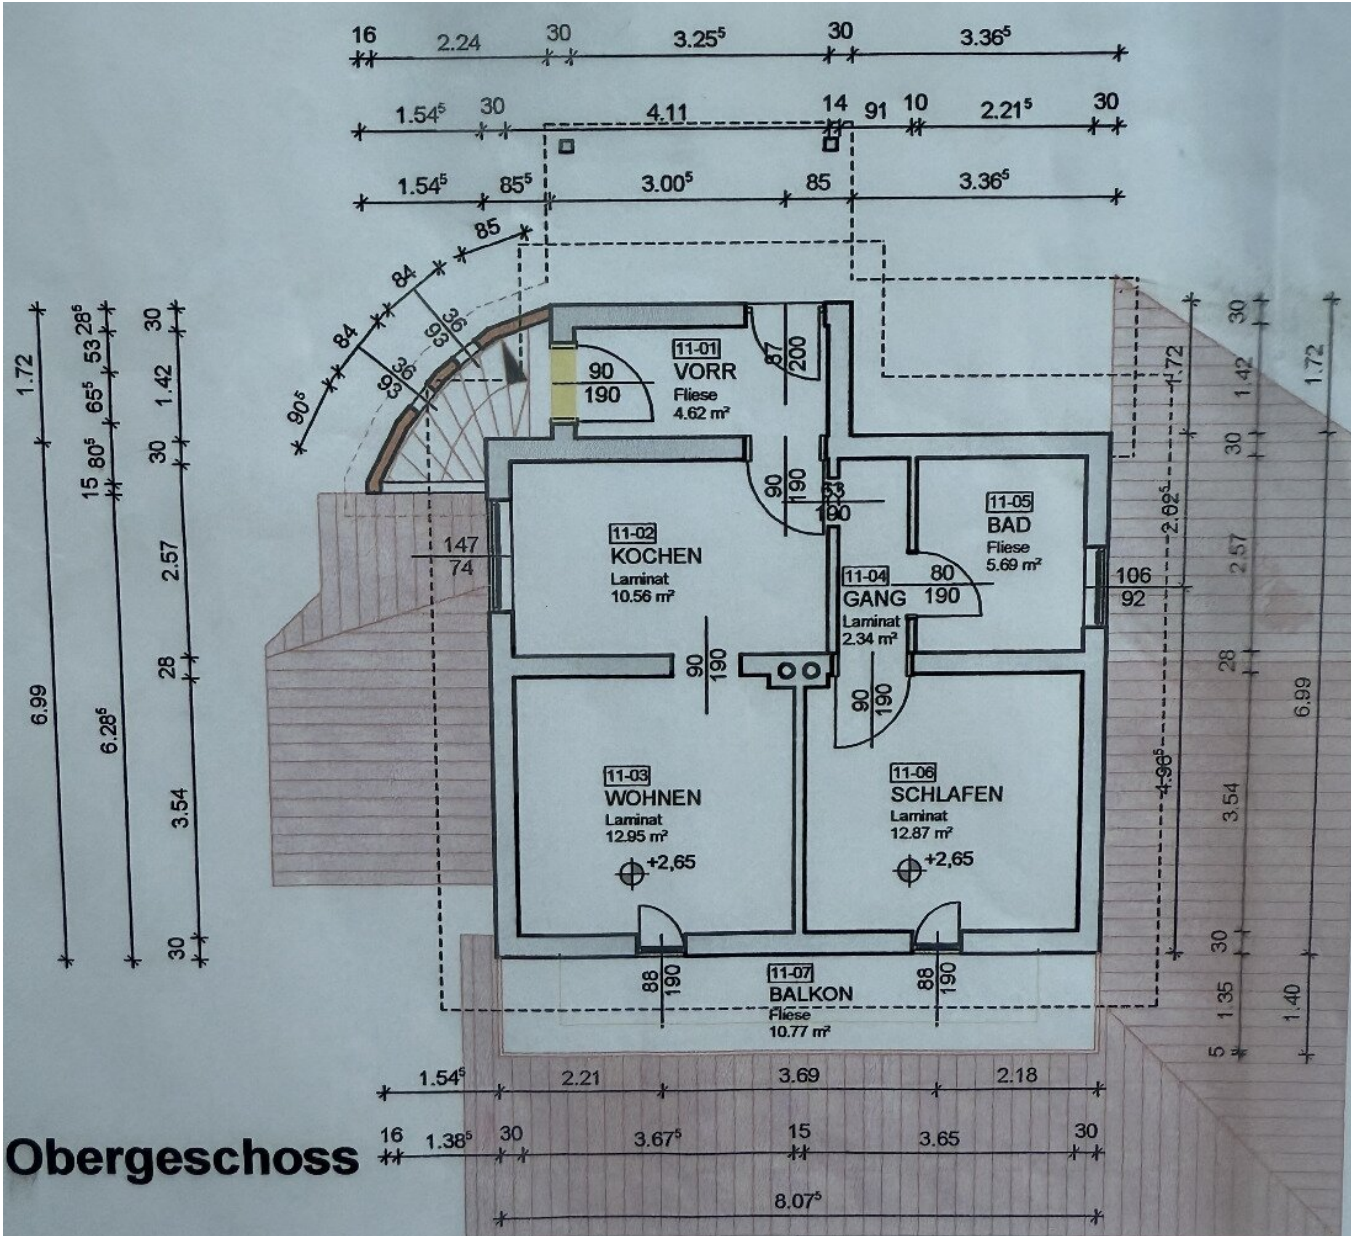 16 2.24 30 3.25⁵ 30 3.36⁵
1.54⁵ 30 4.11 14 91 10 2.21⁵ 30
1.54⁵ 85⁵ 3.00⁵ 85 3.36⁵
85
84
36
93
84
36
93
90⁵
1.72
6.99
28⁵
53
65⁵
80⁵
15
6.28⁵
30
1.42
30
2.57
28
3.54
30
90
190
11-01
VORR
Fliese
4.62 m²
87
200
90
190
11-02
KOCHEN
Laminat
10.56 m²
147
74
190
11-05
BAD
Fliese
5.69 m²
11-04
GANG
Laminat
2.34 m²
80
190
106
92
90
190
90
190
11-03
WOHNEN
Laminat
12.95 m²
+2,65
11-06
SCHLAFEN
Laminat
12.87 m²
+2,65
88
190
11-07
BALKON
Fliese
10.77 m²
88
190
1.72
2.62⁵
4.96⁵
30
1.42
30
2.57
28
3.54
30
1.35
5
1.72
6.99
1.40
1.54⁵ 2.21 3.69 2.18
16 1.38⁵ 30 3.67⁵ 15 3.65 30
8.07⁵
Obergeschoss